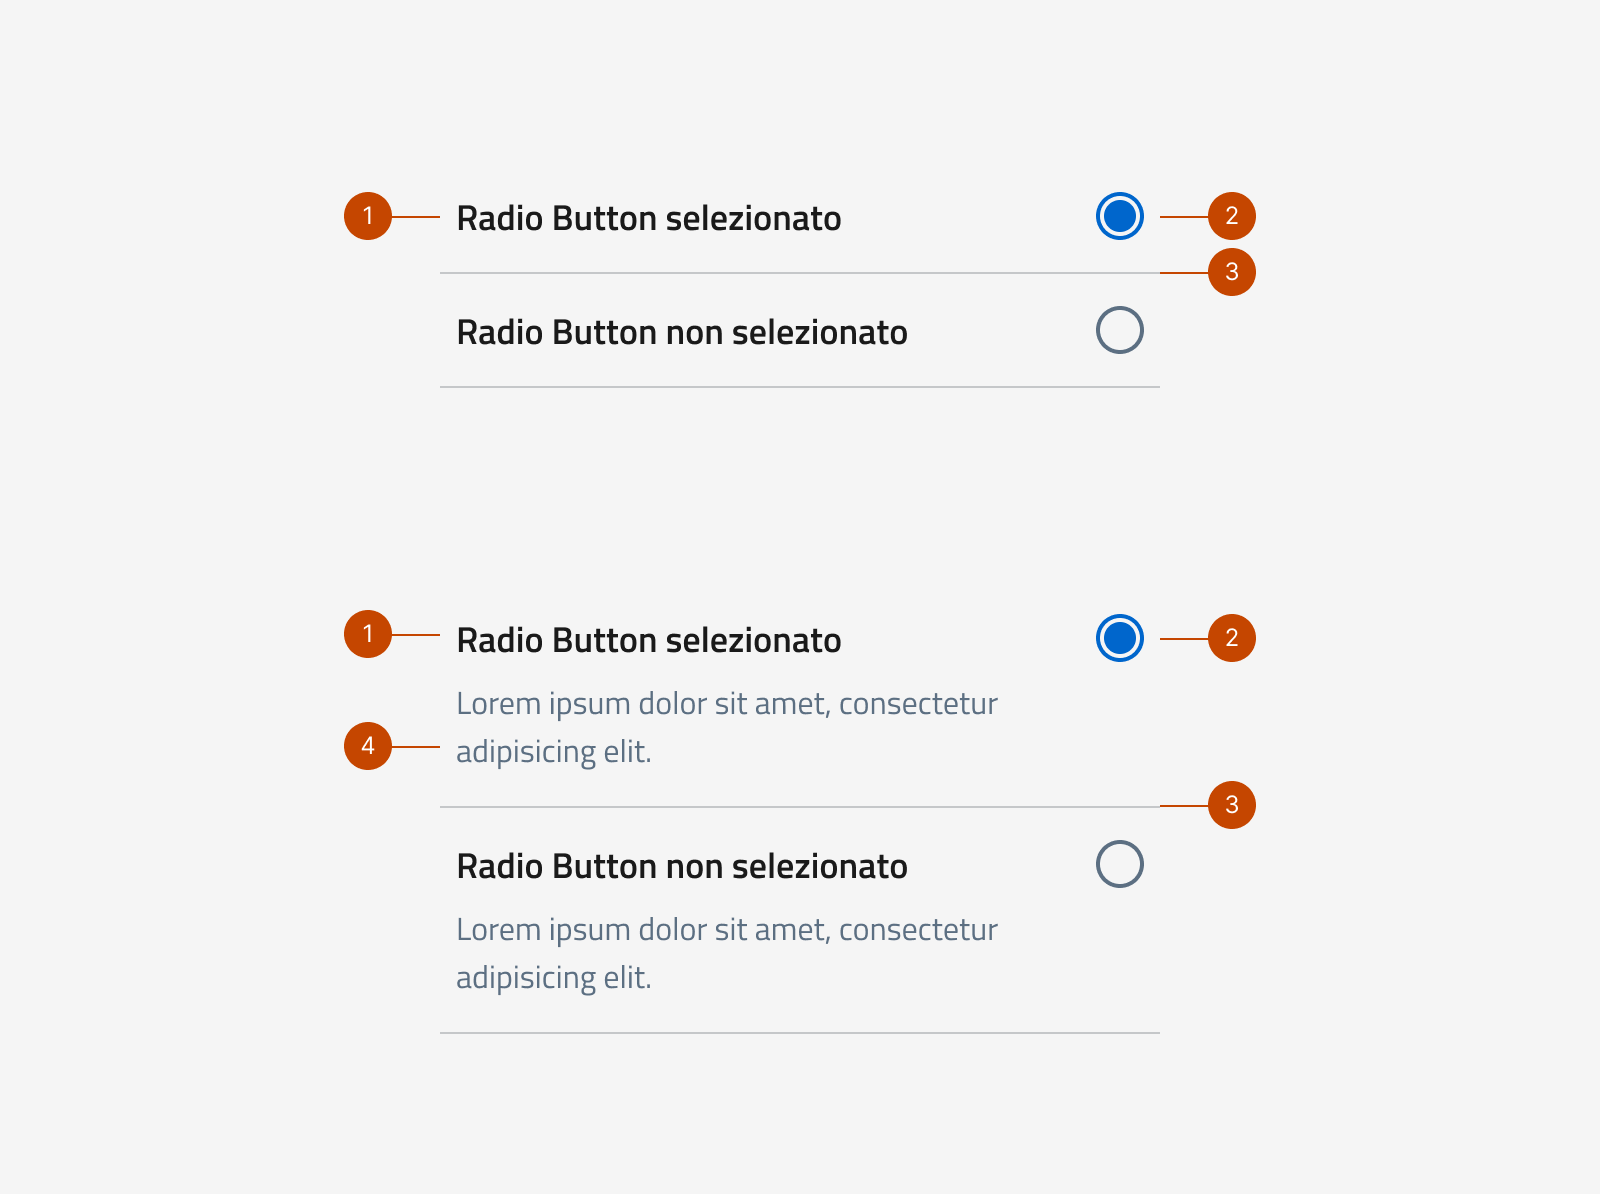 1 Radio Button selezionato 2
3
Radio Button non selezionato
1 Radio Button selezionato 2
Lorem ipsum dolor sit amet, consectetur
4 adipisicing elit.
3
Radio Button non selezionato
Lorem ipsum dolor sit amet, consectetur
adipisicing elit.